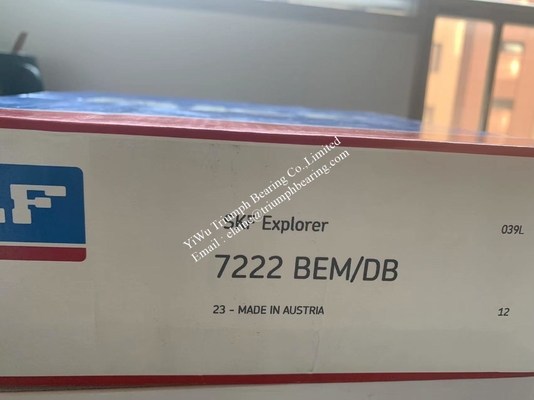 YiWu Triumph Bearing Co.,Limited
Email : elaine@triumphbearing.com
SKF Explorer
039L
7222 BEM/DB
23 - MADE IN AUSTRIA
12